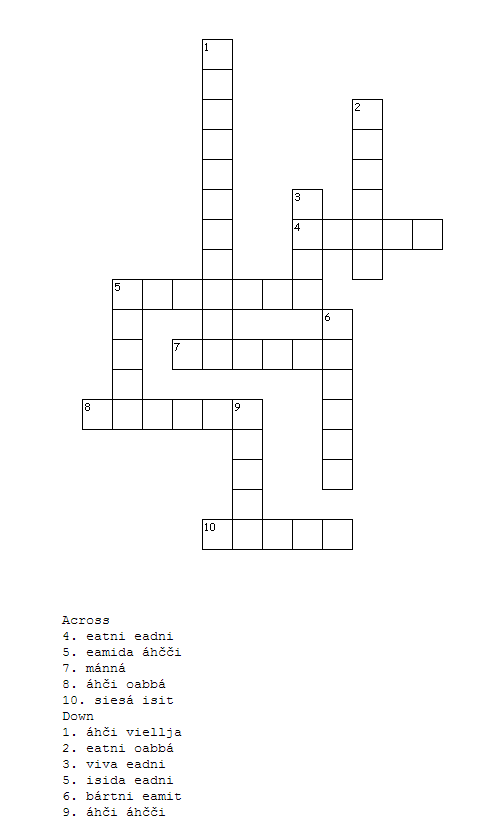 1
2
3
4
5
6
7
8 9
10
Across
4. eatni eadni
5. eamida áhčči
7. mánná
8. áhči oabbá
10. siesá isit
Down
1. áhči viellja
2. eatni oabbá
3. viva eadni
5. isida eadni
6. bártni eamit
9. áhči áhčči